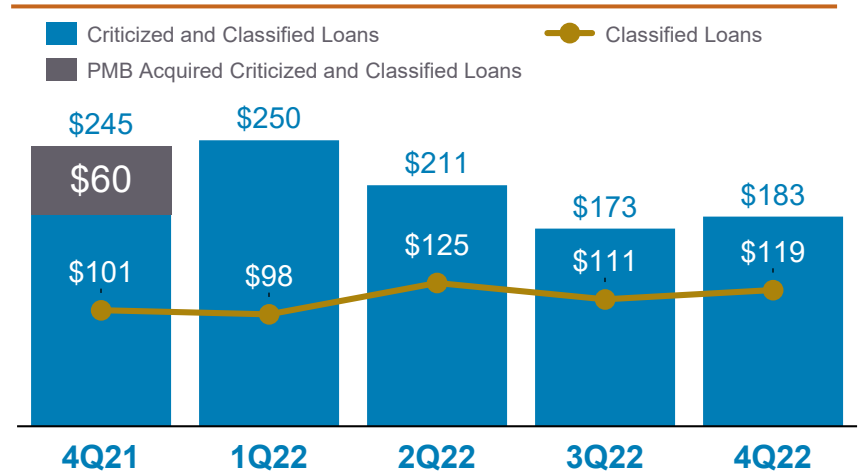 Criticized and Classified Loans
Classified Loans
PMB Acquired Criticized and Classified Loans
$245
$250
$211
$173
$183
$60
$101
$98
$125
$111
$119
4Q21
1Q22
2Q22
3Q22
4Q22